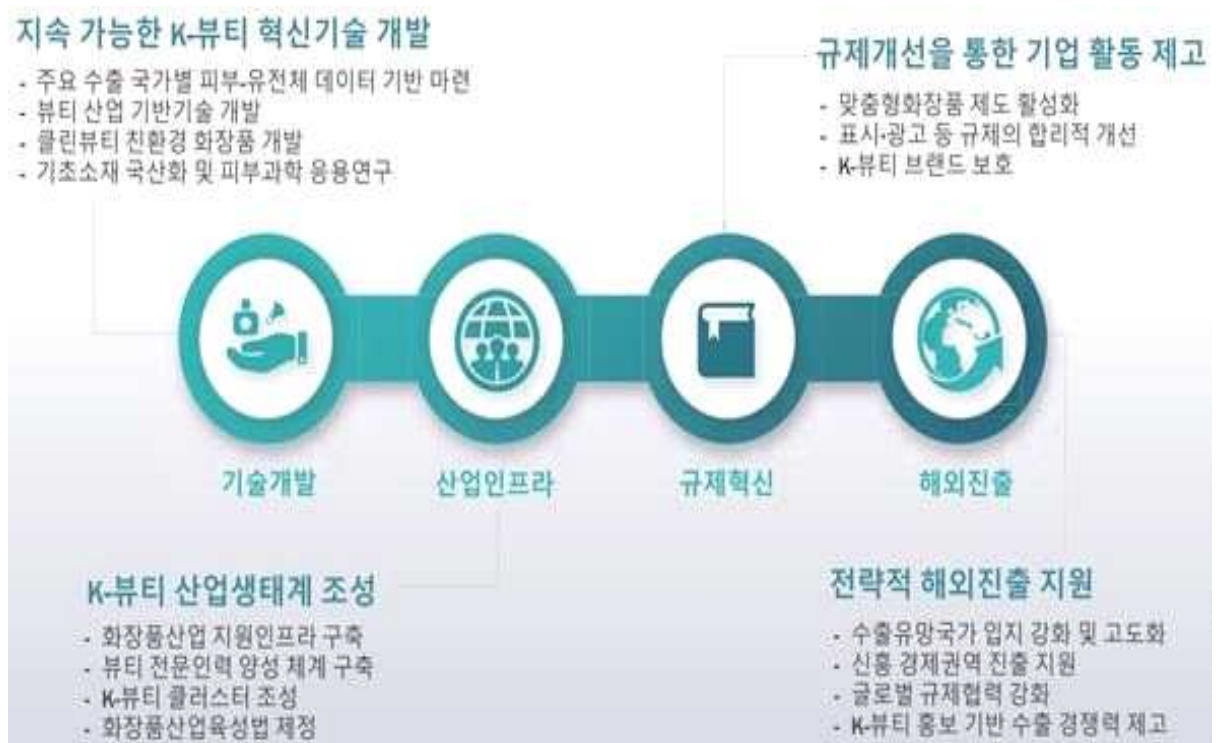 지속 가능한 K-뷰티 혁신기술 개발
- 주요 수출 국가별 피부-유전체 데이터 기반 마련
- 뷰티 산업 기반기술 개발
- 클린뷰티 친환경 화장품 개발
- 기초소재 국산화 및 피부과학 응용연구
규제개선을 통한 기업 활동 제고
- 맞춤형화장품 제도 활성화
- 표시·광고 등 규제의 합리적 개선
- K-뷰티 브랜드 보호
기술개발
산업인프라
규제혁신
해외진출
K-뷰티 산업생태계 조성
- 화장품산업 지원인프라 구축
- 뷰티 전문인력 양성 체계 구축
- K-뷰티 클러스터 조성
- 화장품산업육성법 제정
전략적 해외진출 지원
- 수출유망국가 입지 강화 및 고도화
- 신흥 경제권역 진출 지원
- 글로벌 규제협력 강화
- K-뷰티 홍보 기반 수출 경쟁력 제고